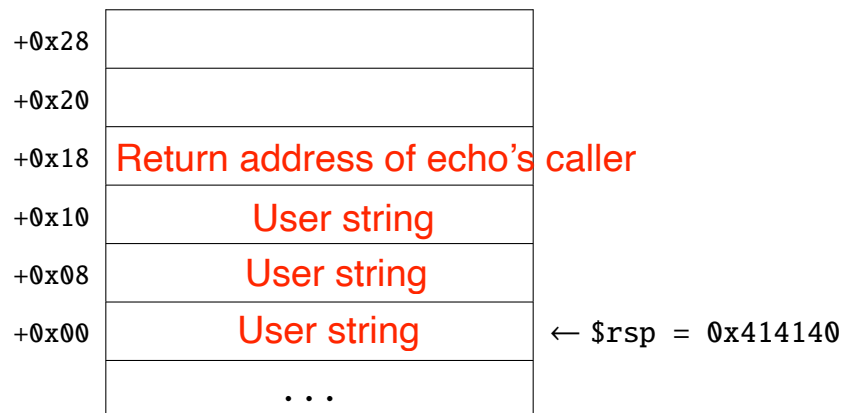 +0x28
+0x20
+0x18 Return address of echo's caller
+0x10 User string
+0x08 User string
+0x00 User string ← $rsp = 0x414140
...